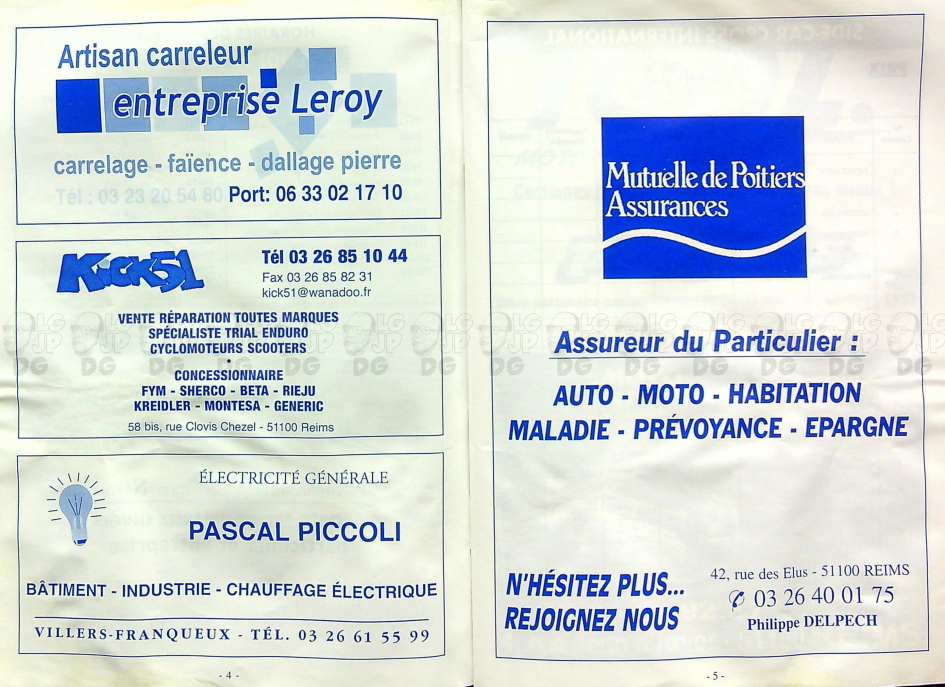 Artisan carreleur
entreprise Leroy
carrelage - faïence - dallage pierre
Tél : 03 23 20 54 80 Port: 06 33 02 17 10
Kick51
Tél 03 26 85 10 44
Fax 03 26 85 82 31
kick51@wanadoo.fr
VENTE RÉPARATION TOUTES MARQUES
SPÉCIALISTE TRIAL ENDURO
CYCLOMOTEURS SCOOTERS
•
CONCESSIONNAIRE
FYM - SHERCO - BETA - RIEJU
KREIDLER - MONTESA - GENERIC
58 bis, rue Clovis Chezel - 51100 Reims
ÉLECTRICITÉ GÉNÉRALE
PASCAL PICCOLI
BÂTIMENT - INDUSTRIE - CHAUFFAGE ÉLECTRIQUE
VILLERS-FRANQUEUX - TÉL. 03 26 61 55 99
- 4 -
Mutuelle de Poitiers
Assurances
Assureur du Particulier :
AUTO - MOTO - HABITATION
MALADIE - PRÉVOYANCE - EPARGNE
N'HÉSITEZ PLUS...
REJOIGNEZ NOUS
42, rue des Elus - 51100 REIMS
✆ 03 26 40 01 75
Philippe DELPECH
- 5 -